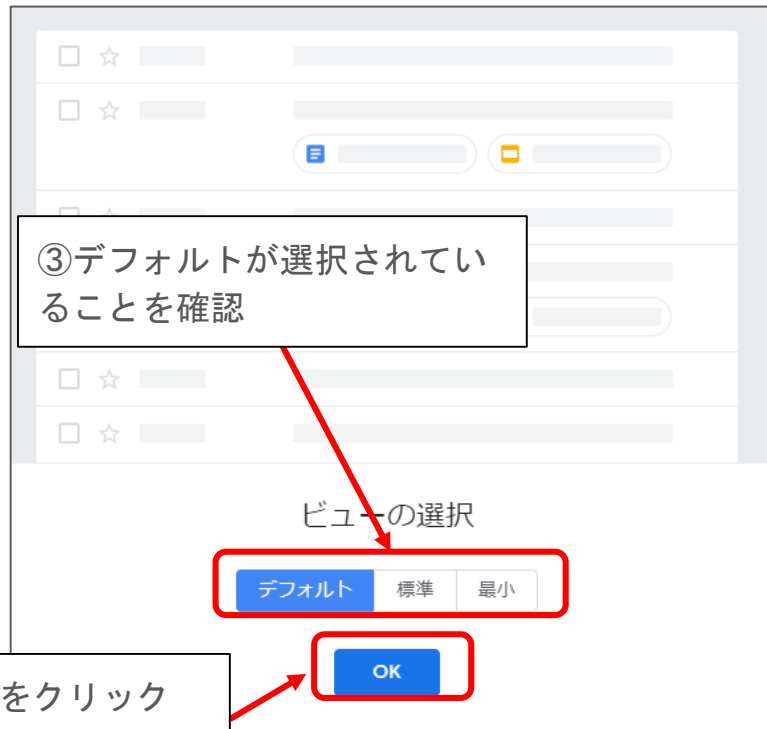 ③デフォルトが選択されてい
ることを確認
ビューの選択
デフォルト 標準 最小
OK
をクリック